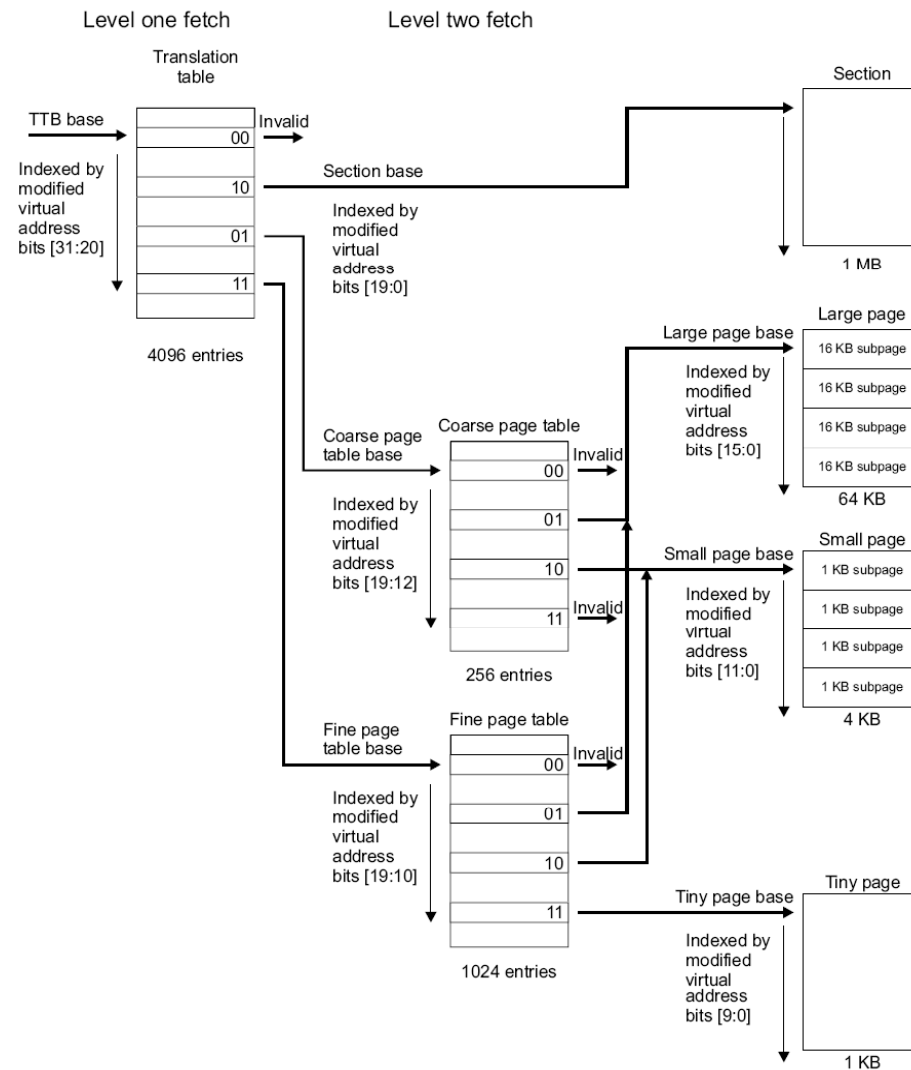 Level one fetch
Level two fetch
Translation
table
TTB base
00
Invalid
Indexed by
modified
virtual
address
bits [31:20]
10
01
11
4096 entries
Section base
Indexed by
modified
virtual
address
bits [19:0]
Section
1 MB
Coarse page
table base
Indexed by
modified
virtual
address
bits [19:12]
Coarse page table
00
Invalid
01
10
11
Invalid
256 entries
Large page base
Indexed by
modified
virtual
address
bits [15:0]
Large page
16 KB subpage
16 KB subpage
16 KB subpage
16 KB subpage
64 KB
Small page base
Indexed by
modified
virtual
address
bits [11:0]
Small page
1 KB subpage
1 KB subpage
1 KB subpage
1 KB subpage
4 KB
Fine page
table base
Indexed by
modified
virtual
address
bits [19:10]
Fine page table
00
Invalid
01
10
11
1024 entries
Tiny page base
Indexed by
modified
virtual
address
bits [9:0]
Tiny page
1 KB